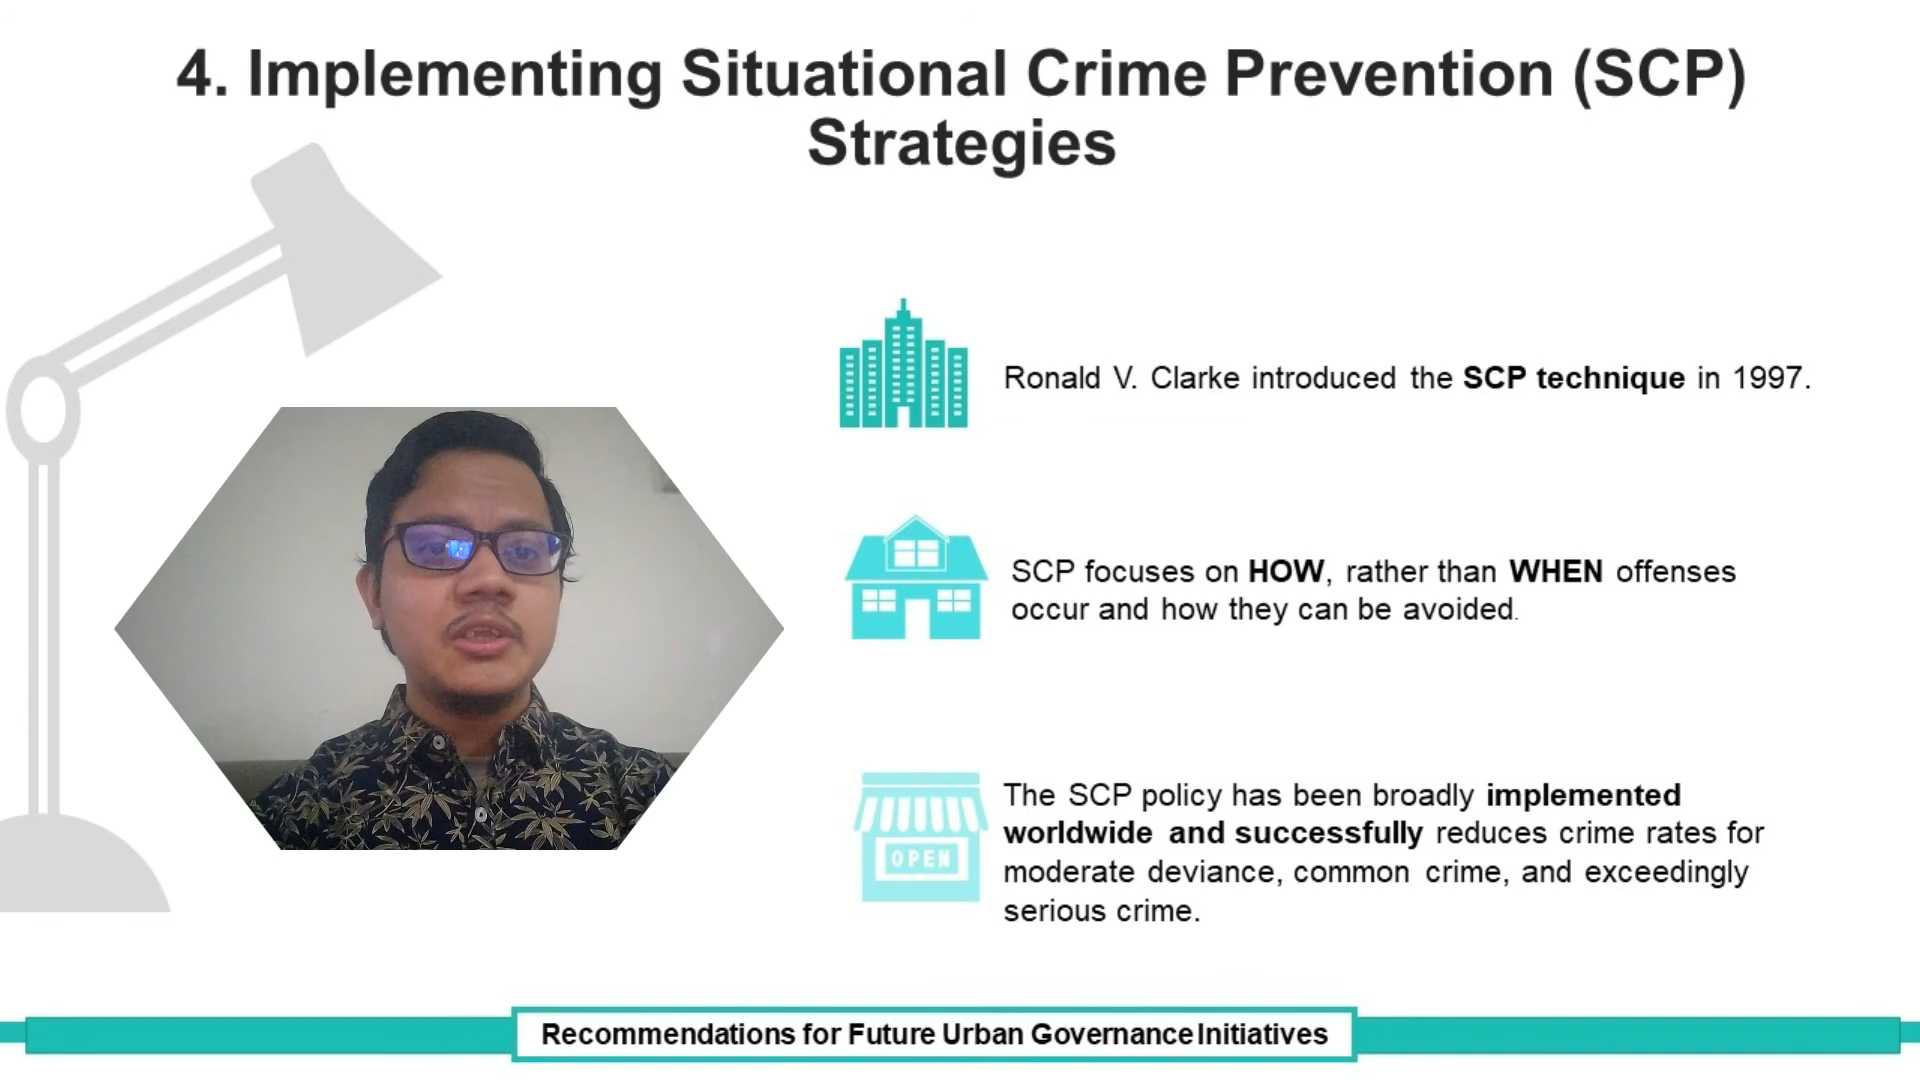 4. Implementing Situational Crime Prevention (SCP)
Strategies
Ronald V. Clarke introduced the SCP technique in 1997.
SCP focuses on HOW, rather than WHEN offenses
occur and how they can be avoided.
The SCP policy has been broadly implemented
worldwide and successfully reduces crime rates for
moderate deviance, common crime, and exceedingly
serious crime.
OPEN
Recommendations for Future Urban Governance Initiatives